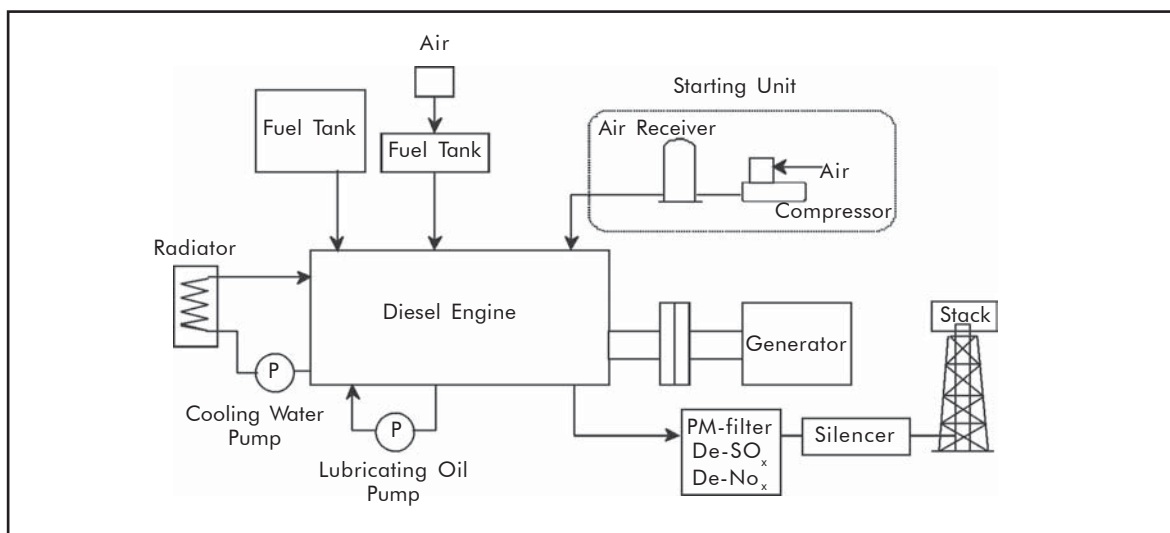 Air
Starting Unit
Fuel Tank
Air Receiver
Fuel Tank
Air
Compressor
Radiator
Diesel Engine
Stack
Generator
P
Cooling Water
Pump
P
Lubricating Oil
Pump
PM-filter
De-SOx
De-Nox
Silencer